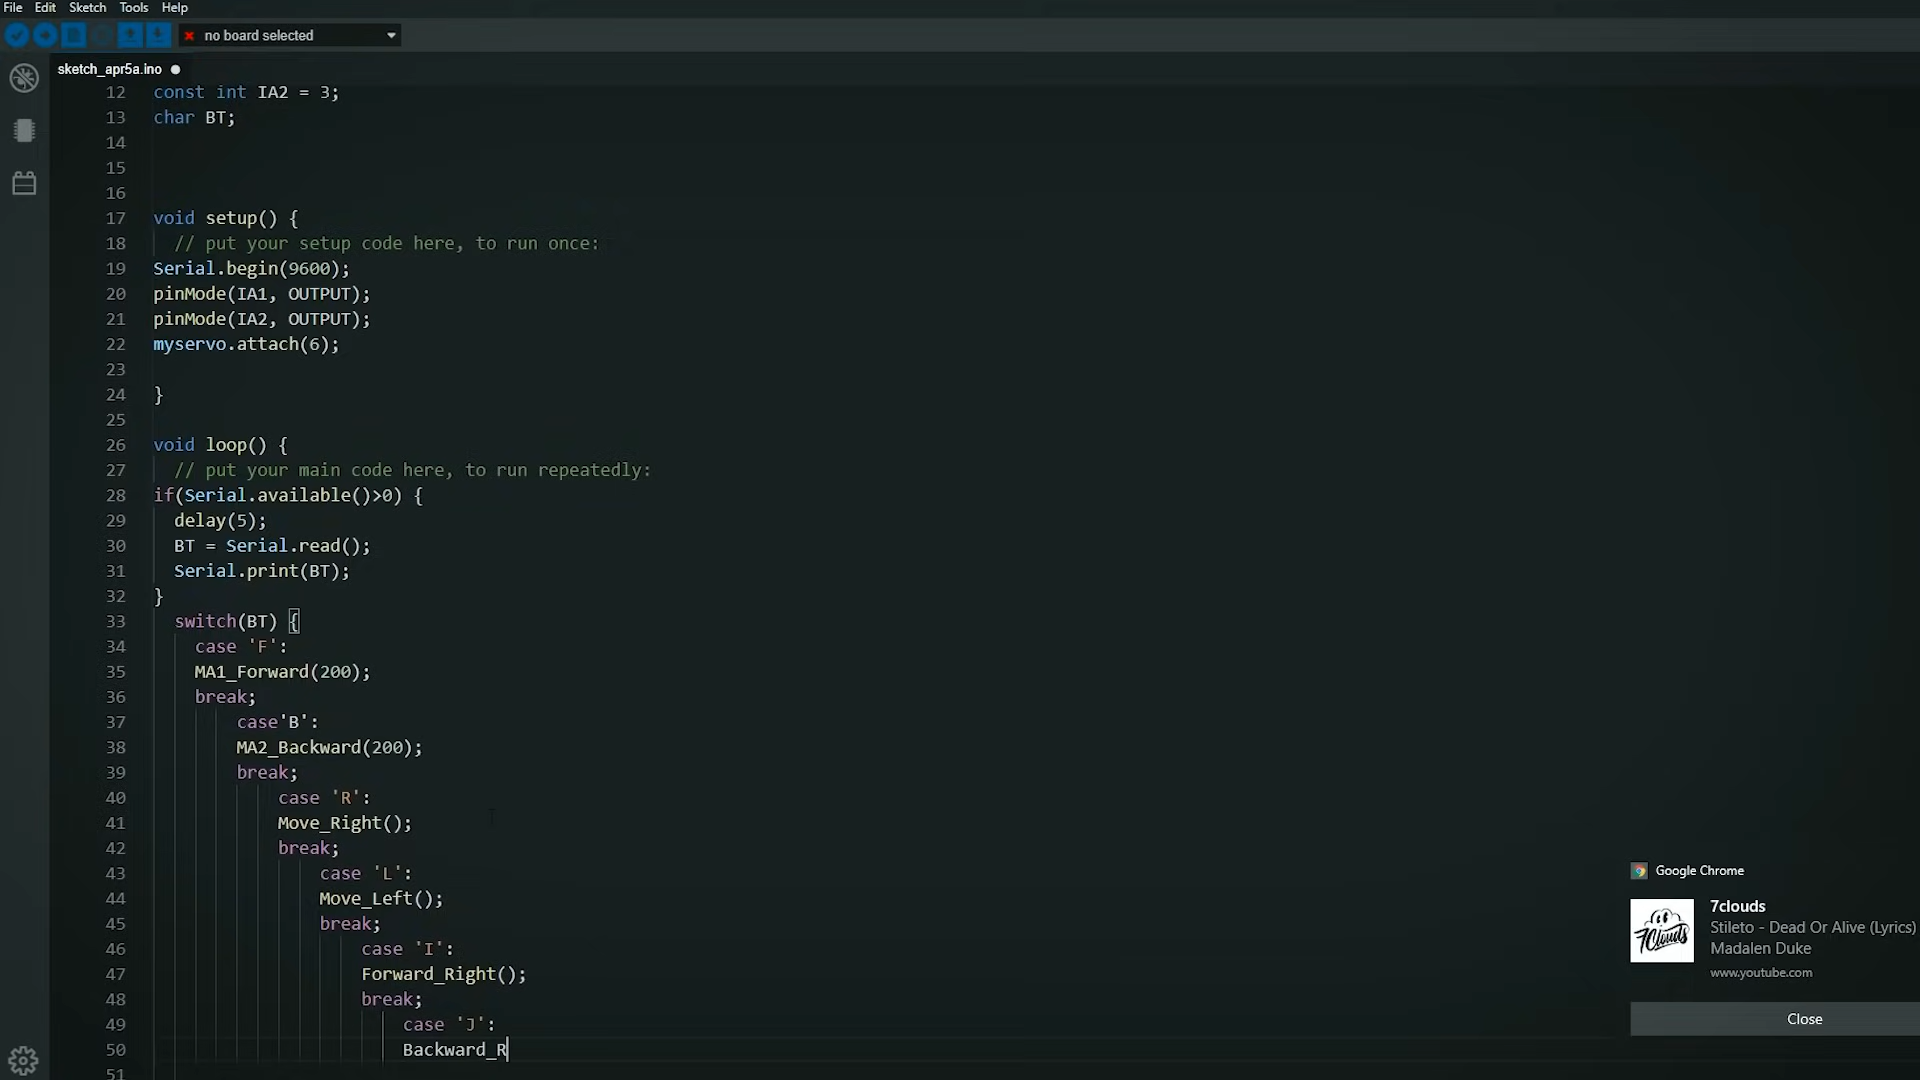 File Edit Sketch Tools Help
no board selected
sketch_apr5a.ino
12 const int IA2 = 3;
13 char BT;
14
15
16
17 void setup() {
18 // put your setup code here, to run once:
19 Serial.begin(9600);
20 pinMode(IA1, OUTPUT);
21 pinMode(IA2, OUTPUT);
22 myservo.attach(6);
23
24 }
25
26 void loop() {
27 // put your main code here, to run repeatedly:
28 if(Serial.available()>0) {
29 delay(5);
30 BT = Serial.read();
31 Serial.print(BT);
32 }
33 switch(BT) {
34 case 'F':
35 MA1_Forward(200);
36 break;
37 case'B':
38 MA2_Backward(200);
39 break;
40 case 'R':
41 Move_Right();
42 break;
43 case 'L':
44 Move_Left();
45 break;
46 case 'I':
47 Forward_Right();
48 break;
49 case 'J':
50 Backward_R
51
Google Chrome
7clouds
7Clouds
Stileto - Dead Or Alive (Lyrics)
Madalen Duke
www.youtube.com
Close